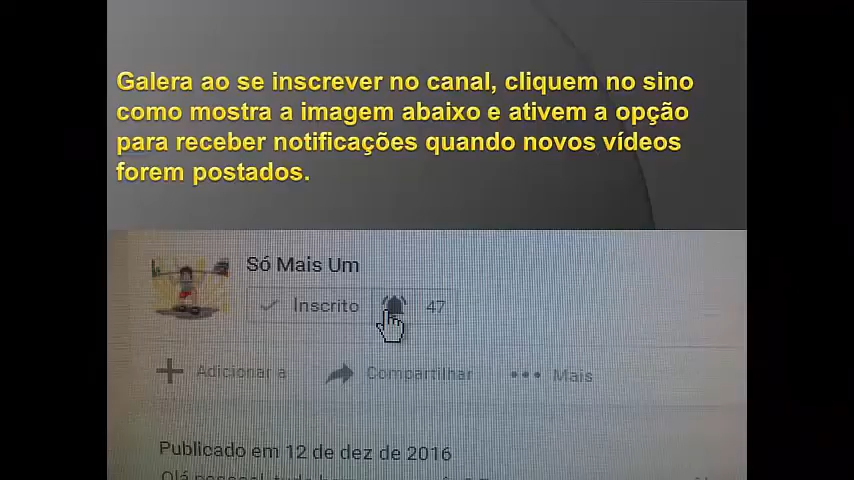 Galera ao se inscrever no canal, cliquem no sino
como mostra a imagem abaixo e ativem a opção
para receber notificações quando novos vídeos
forem postados.
Só Mais Um
Inscrito 47
Adicionar a Compartilhar Mais
Publicado em 12 de dez de 2016